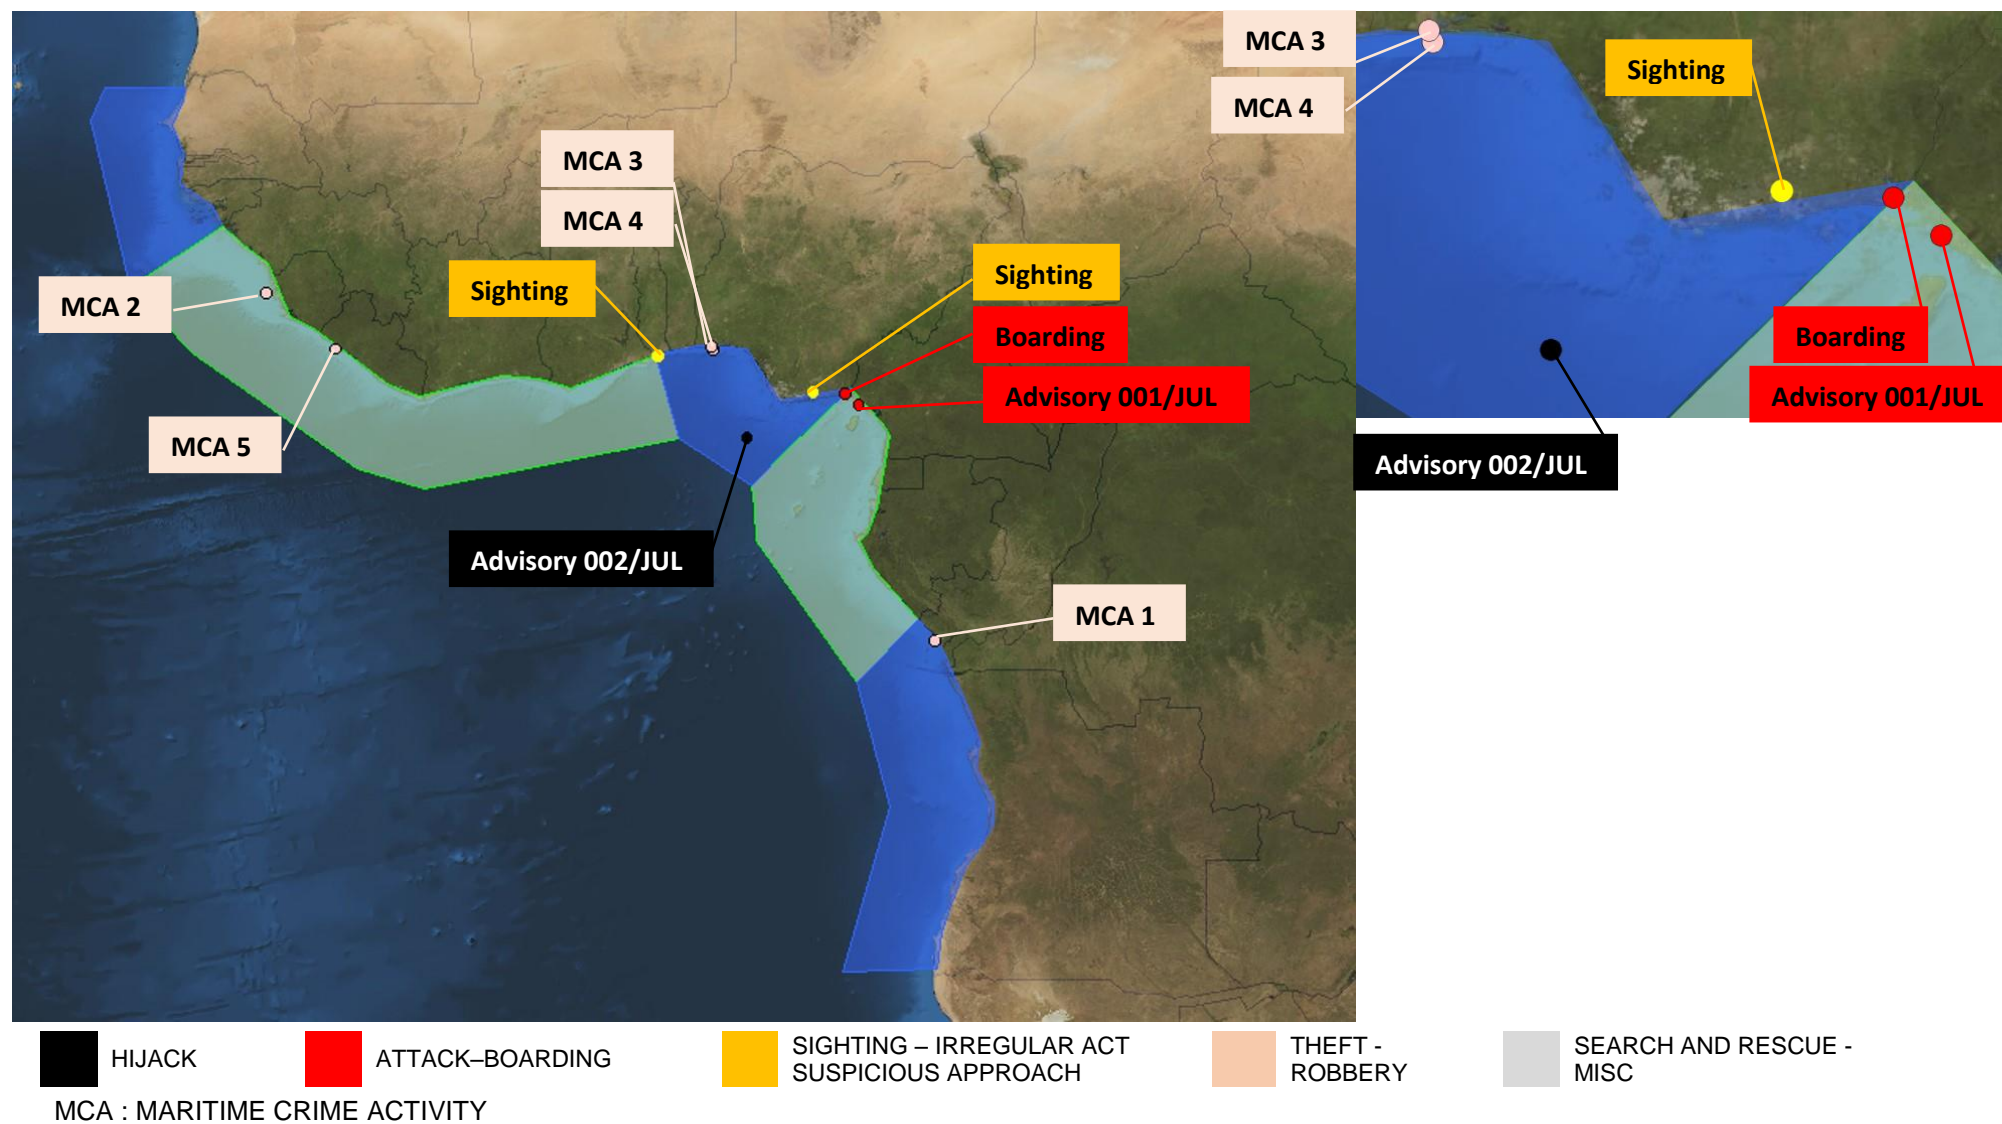 MCA 3
MCA 4
Sighting
Sighting
MCA 2
Boarding
Advisory 001/JUL
MCA 5
Advisory 002/JUL
MCA 1
MCA 3
Sighting
MCA 4
Boarding
Advisory 001/JUL
Advisory 002/JUL
HIJACK
ATTACK–BOARDING
SIGHTING – IRREGULAR ACT
SUSPICIOUS APPROACH
THEFT -
ROBBERY
SEARCH AND RESCUE -
MISC
MCA : MARITIME CRIME ACTIVITY